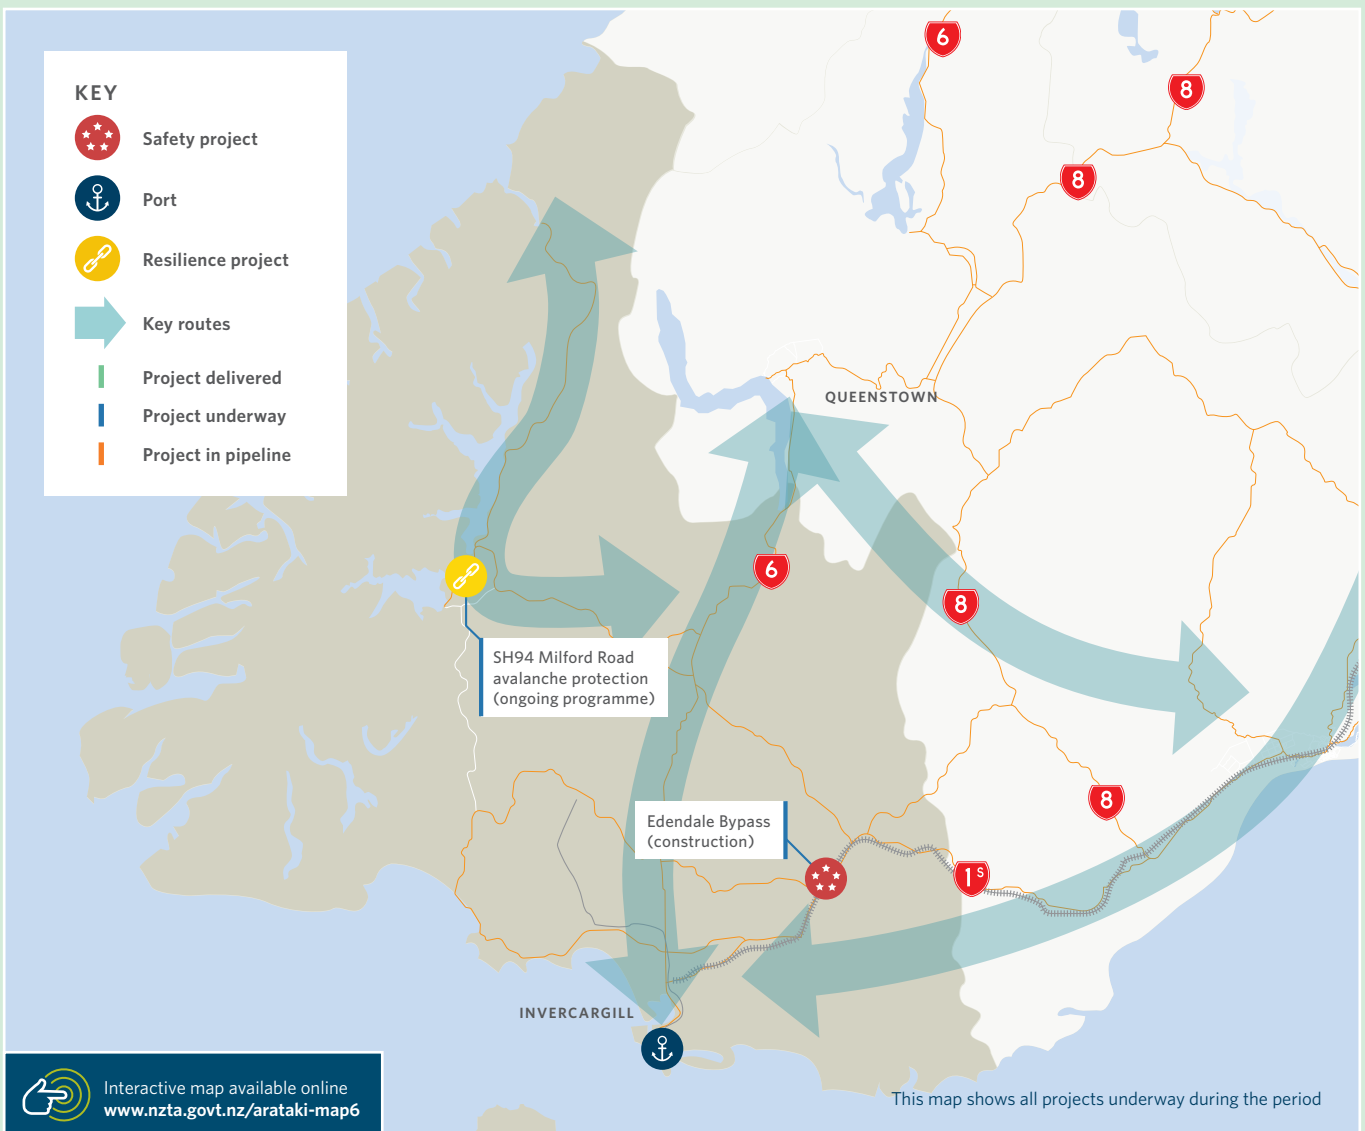 KEY
Safety project
Port
Resilience project
Key routes
Project delivered
Project underway
Project in pipeline
6
8
8
QUEENSTOWN
6
8
SH94 Milford Road
avalanche protection
(ongoing programme)
8
Edendale Bypass
(construction)
1S
INVERCARGILL
Interactive map available online
www.nzta.govt.nz/arataki-map6
This map shows all projects underway during the period